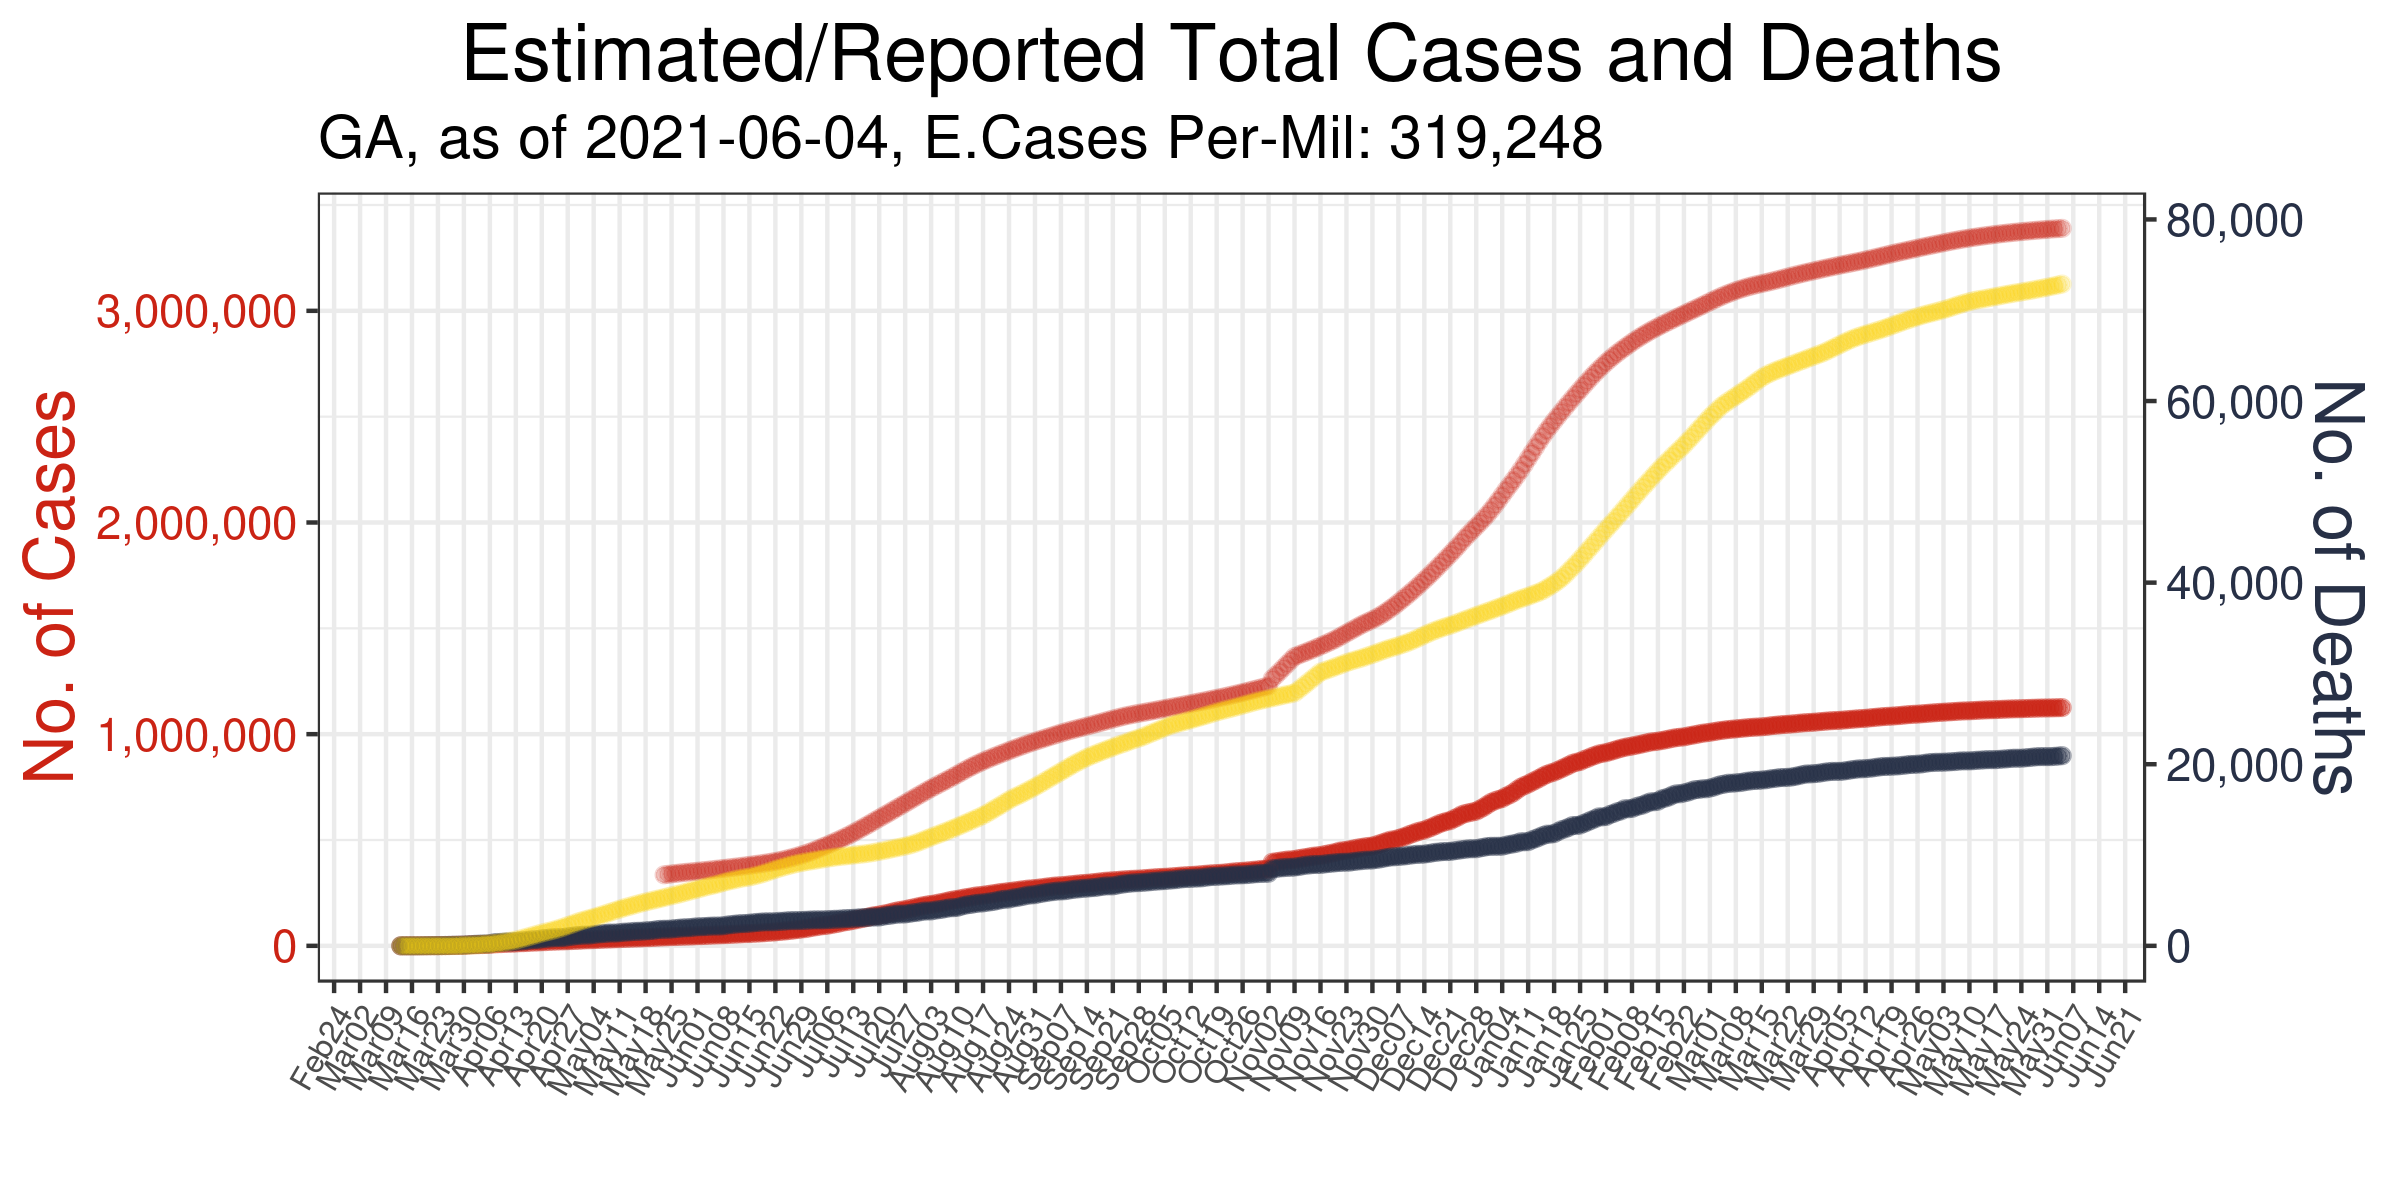 Estimated/Reported Total Cases and Deaths
GA, as of 2021-06-04, E.Cases Per-Mil: 319,248
No. of Cases
3,000,000
2,000,000
1,000,000
0
80,000
60,000
40,000
20,000
0
No. of Deaths
Feb24 Mar02 Mar09 Mar16 Mar23 Mar30 Apr06 Apr13 Apr20 Apr27 May04 May11 May18 May25 Jun01 Jun08 Jun15 Jun22 Jun29 Jul06 Jul13 Jul20 Jul27 Aug03 Aug10 Aug17 Aug24 Aug31 Sep07 Sep14 Sep21 Sep28 Oct05 Oct12 Oct19 Oct26 Nov02 Nov09 Nov16 Nov23 Nov30 Dec07 Dec14 Dec21 Dec28 Jan04 Jan11 Jan18 Jan25 Feb01 Feb08 Feb15 Feb22 Mar01 Mar08 Mar15 Mar22 Mar29 Apr05 Apr12 Apr19 Apr26 May03 May10 May17 May24 May31 Jun07 Jun14 Jun21